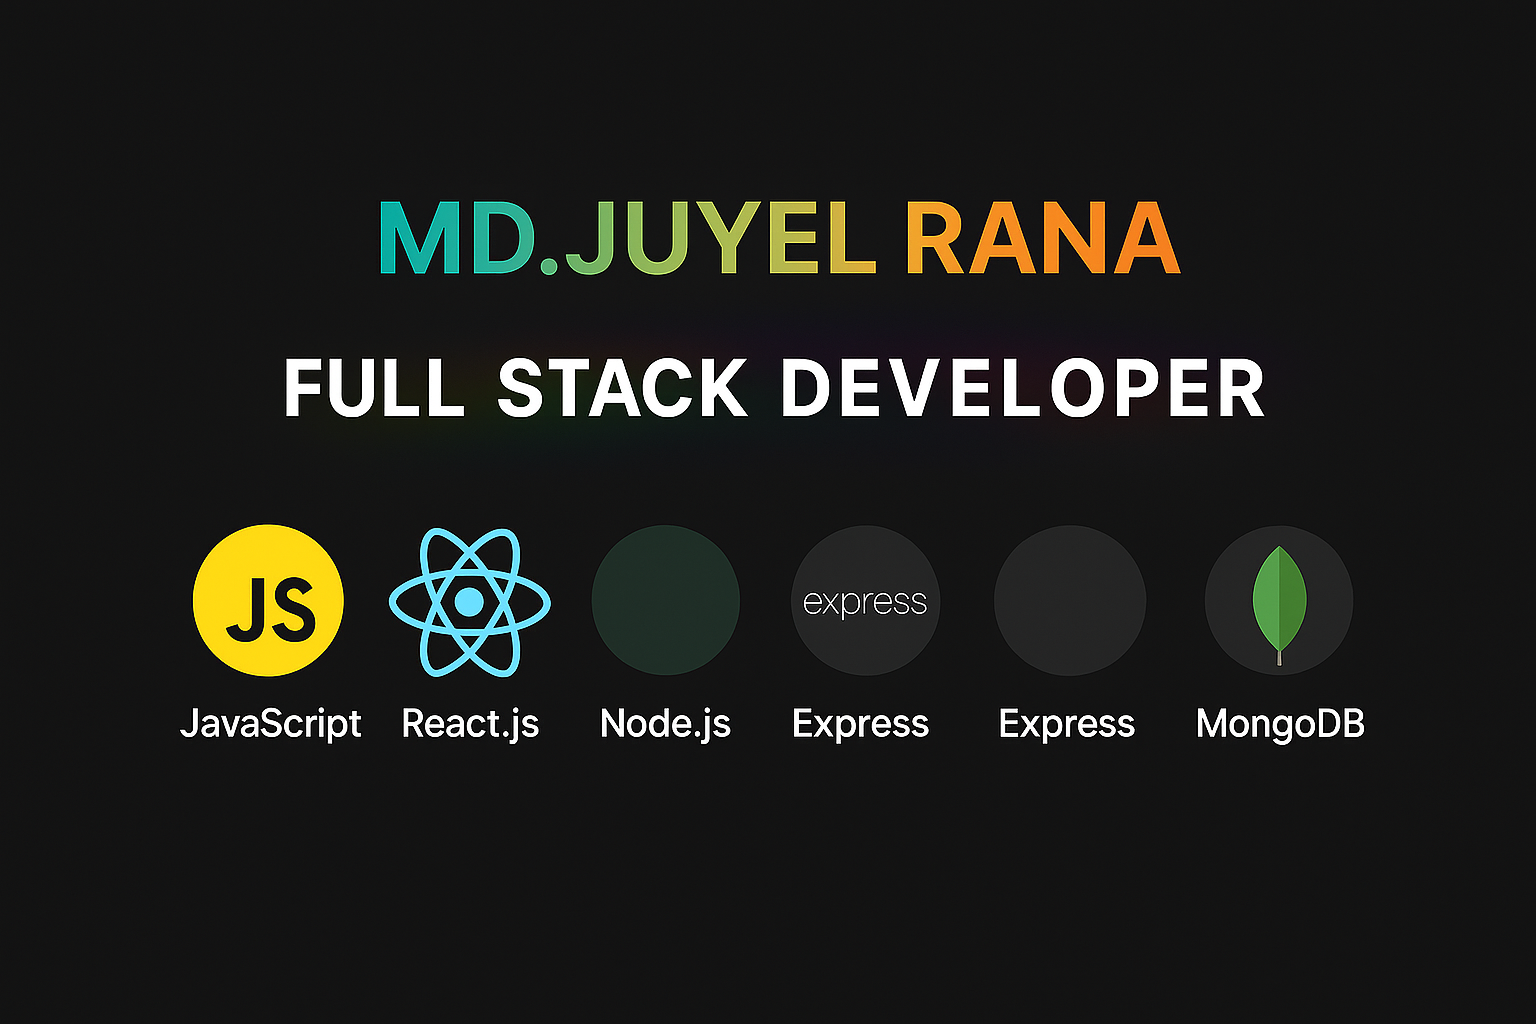 MD.JUYEL RANA
FULL STACK DEVELOPER
JS express
JavaScript React.js Node.js Express Express MongoDB